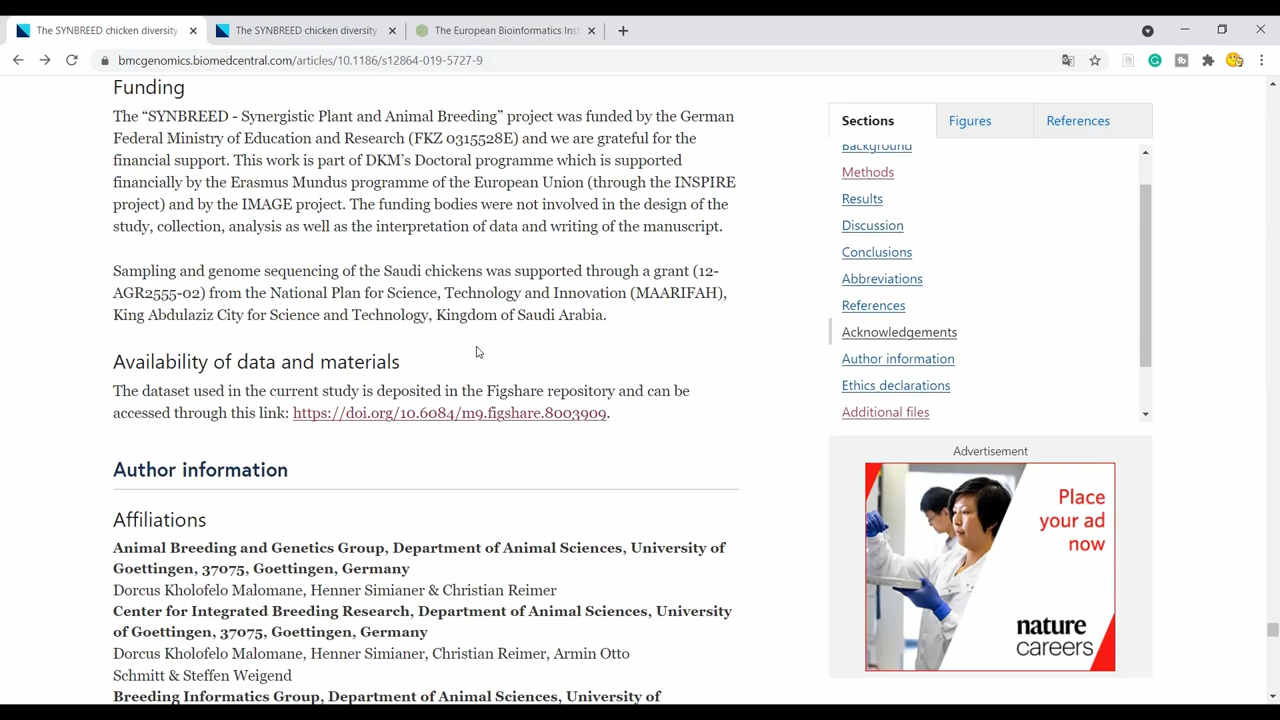 The SYNBREED chicken diversity
The SYNBREED chicken diversity
The European Bioinformatics Ins
bmcgenomics.biomedcentral.com/articles/10.1186/s12864-019-5727-9
Funding
The “SYNBREED - Synergistic Plant and Animal Breeding” project was funded by the German
Federal Ministry of Education and Research (FKZ 0315528E) and we are grateful for the
financial support. This work is part of DKM’s Doctoral programme which is supported
financially by the Erasmus Mundus programme of the European Union (through the INSPIRE
project) and by the IMAGE project. The funding bodies were not involved in the design of the
study, collection, analysis as well as the interpretation of data and writing of the manuscript.
Sampling and genome sequencing of the Saudi chickens was supported through a grant (12-
AGR2555-02) from the National Plan for Science, Technology and Innovation (MAARIFAH),
King Abdulaziz City for Science and Technology, Kingdom of Saudi Arabia.
Availability of data and materials
The dataset used in the current study is deposited in the Figshare repository and can be
accessed through this link: https://doi.org/10.6084/m9.figshare.8003909.
Author information
Affiliations
Animal Breeding and Genetics Group, Department of Animal Sciences, University of
Goettingen, 37075, Goettingen, Germany
Dorcus Kholofelo Malomane, Henner Simianer & Christian Reimer
Center for Integrated Breeding Research, Department of Animal Sciences, University
of Goettingen, 37075, Goettingen, Germany
Dorcus Kholofelo Malomane, Henner Simianer, Christian Reimer, Armin Otto
Schmitt & Steffen Weigend
Breeding Informatics Group, Department of Animal Sciences, University of
Sections
Figures
References
Background
Methods
Results
Discussion
Conclusions
Abbreviations
References
Acknowledgements
Author information
Ethics declarations
Additional files
Advertisement
Place
your ad
now
nature
careers